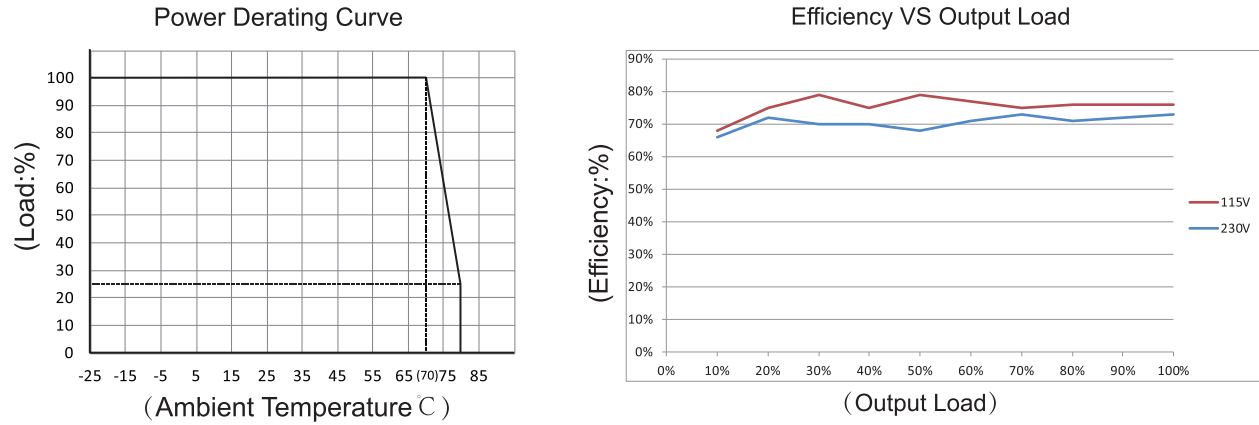 Power Derating Curve
(Load:%)
100
90
80
70
60
50
40
30
20
10
0
-25 -15 -5 5 15 25 35 45 55 65 (70) 75 85
（Ambient Temperature℃）
Efficiency VS Output Load
(Efficiency:%)
90%
80%
70%
60%
50%
40%
30%
20%
10%
0%
0% 10% 20% 30% 40% 50% 60% 70% 80% 90% 100%
（Output Load）
115V
230V